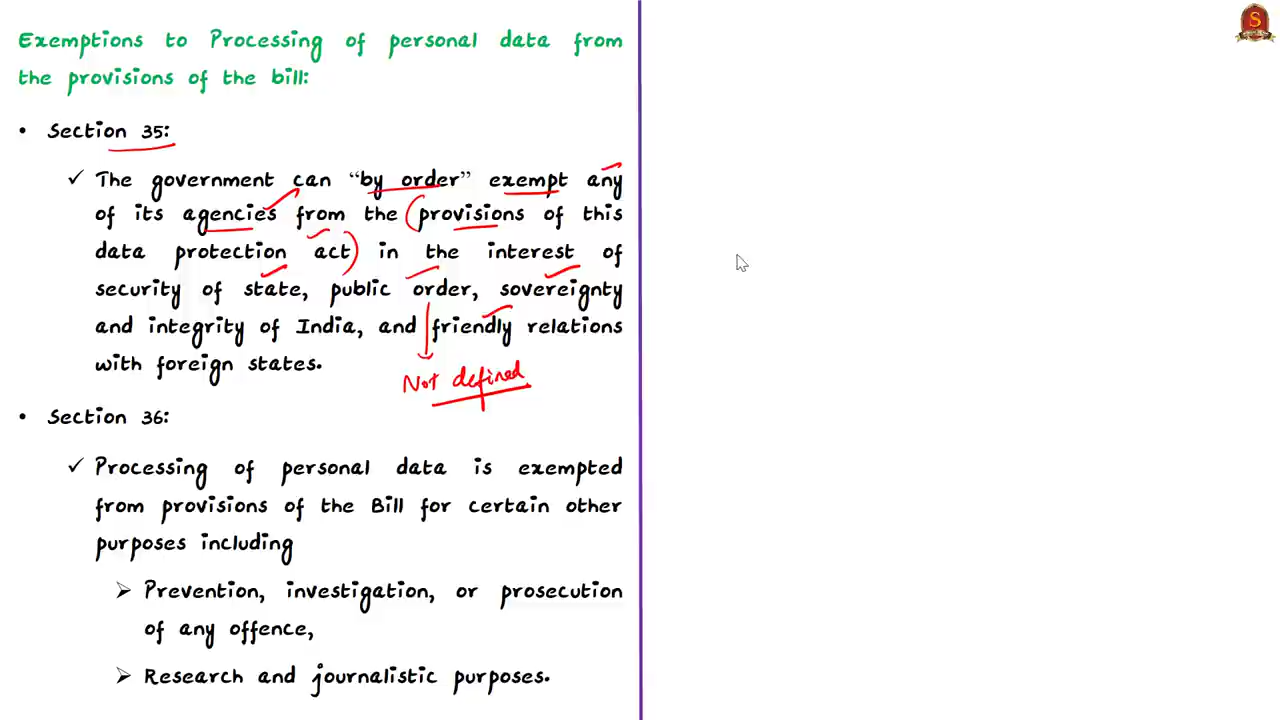 Exemptions to Processing of personal data from
the provisions of the bill:
• Section 35:
✓ The government can “by order” exempt any
of its agencies from the provisions of this
data protection act in the interest of
security of state, public order, sovereignty
and integrity of India, and friendly relations
with foreign states.
Not defined
• Section 36:
✓ Processing of personal data is exempted
from provisions of the Bill for certain other
purposes including
➢ Prevention, investigation, or prosecution
of any offence,
➢ Research and journalistic purposes.
S